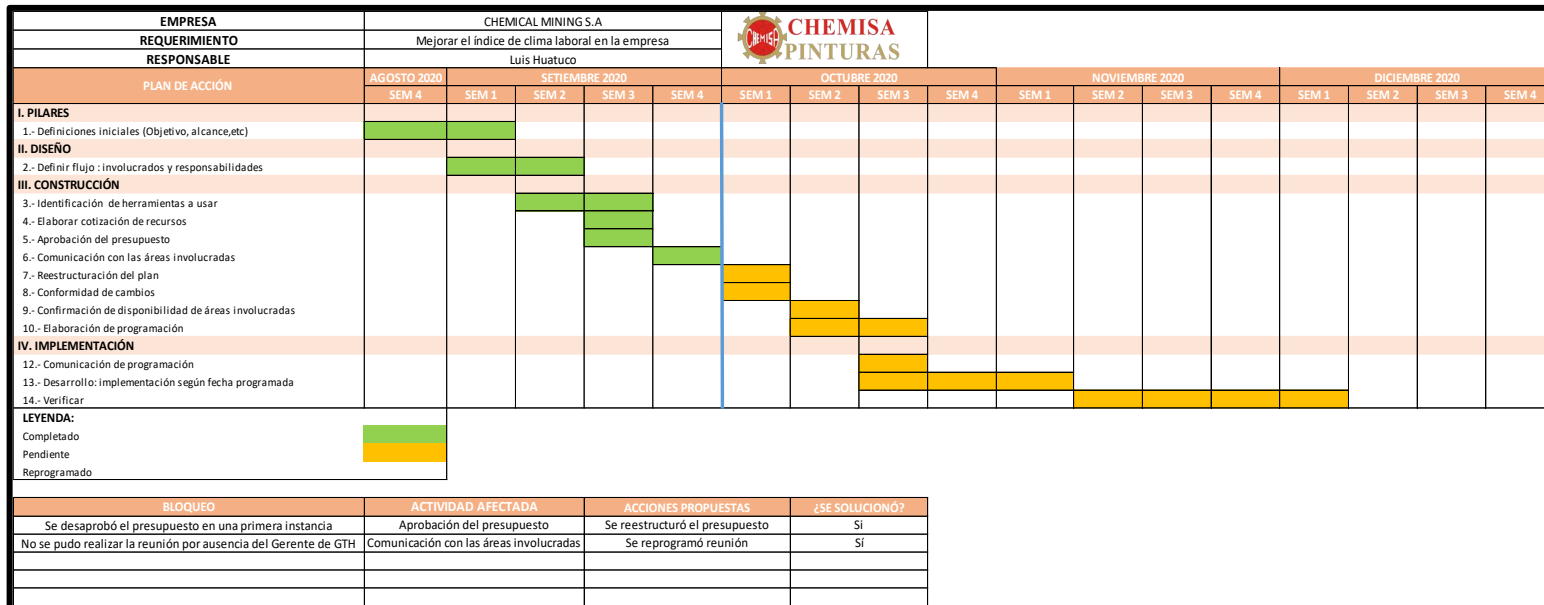 EMPRESA CHEMICAL MINING S.A CHEMISA PINTURAS
REQUERIMIENTO Mejorar el índice de clima laboral en la empresa CHEMISA
RESPONSABLE Luis Huatuco
PLAN DE ACCIÓN AGOSTO 2020 SETIEMBRE 2020 OCTUBRE 2020 NOVIEMBRE 2020 DICIEMBRE 2020
SEM 4 SEM 1 SEM 2 SEM 3 SEM 4 SEM 1 SEM 2 SEM 3 SEM 4 SEM 1 SEM 2 SEM 3 SEM 4 SEM 1 SEM 2 SEM 3 SEM 4
I. PILARES
1.- Definiciones iniciales (Objetivo, alcance,etc)
II. DISEÑO
2.- Definir flujo : involucrados y responsabilidades
III. CONSTRUCCIÓN
3.- Identificación de herramientas a usar
4.- Elaborar cotización de recursos
5.- Aprobación del presupuesto
6.- Comunicación con las áreas involucradas
7.- Reestructuración del plan
8.- Conformidad de cambios
9.- Confirmación de disponibilidad de áreas involucradas
10.- Elaboración de programación
IV. IMPLEMENTACIÓN
12.- Comunicación de programación
13.- Desarrollo: implementación según fecha programada
14.- Verificar
LEYENDA:
Completado
Pendiente
Reprogramado
BLOQUEO ACTIVIDAD AFECTADA ACCIONES PROPUESTAS ¿SE SOLUCIONÓ?
Se desaprobó el presupuesto en una primera instancia Aprobación del presupuesto Se reestructuró el presupuesto Si
No se pudo realizar la reunión por ausencia del Gerente de GTH Comunicación con las áreas involucradas Se reprogramó reunión Sí